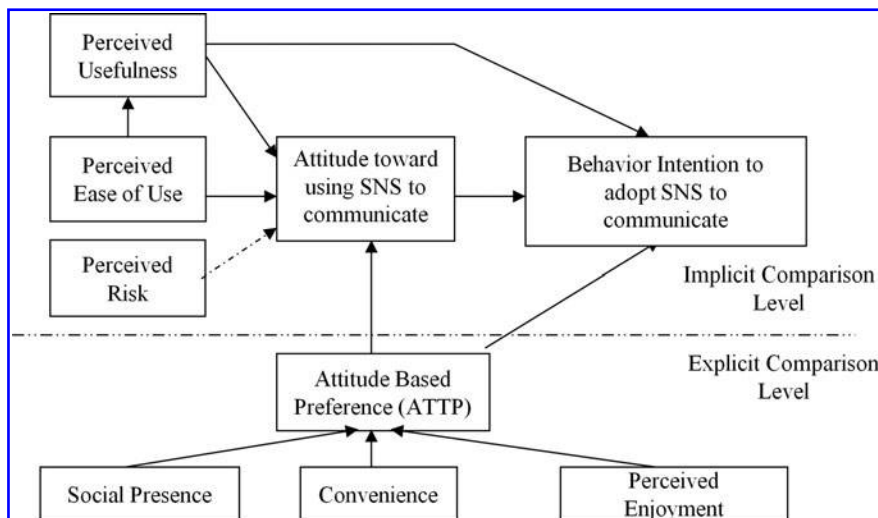 Perceived
Usefulness
Perceived
Ease of Use
Attitude toward
using SNS to
communicate
Behavior Intention to
adopt SNS to
communicate
Perceived
Risk
Implicit Comparison
Level
Explicit Comparison
Level
Attitude Based
Preference (ATTP)
Social Presence
Convenience
Perceived
Enjoyment